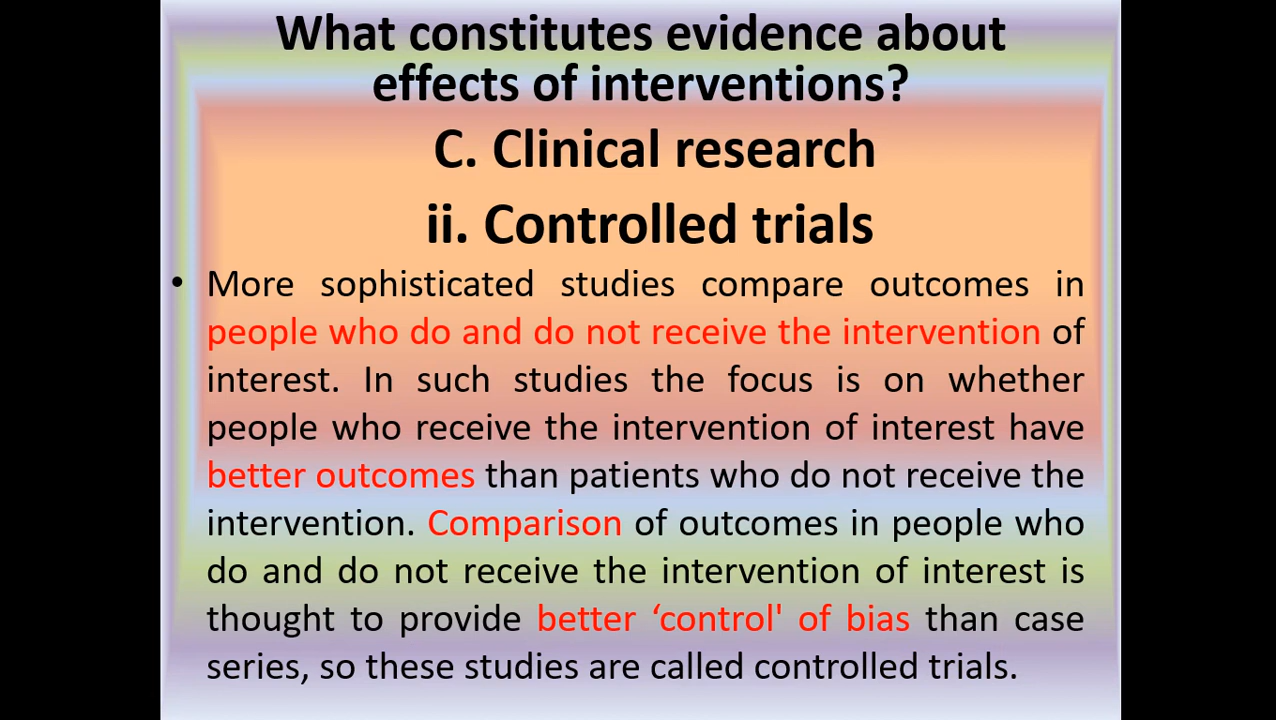 What constitutes evidence about
effects of interventions?
C. Clinical research
ii. Controlled trials
• More sophisticated studies compare outcomes in
people who do and do not receive the intervention of
interest. In such studies the focus is on whether
people who receive the intervention of interest have
better outcomes than patients who do not receive the
intervention. Comparison of outcomes in people who
do and do not receive the intervention of interest is
thought to provide better ‘control' of bias than case
series, so these studies are called controlled trials.